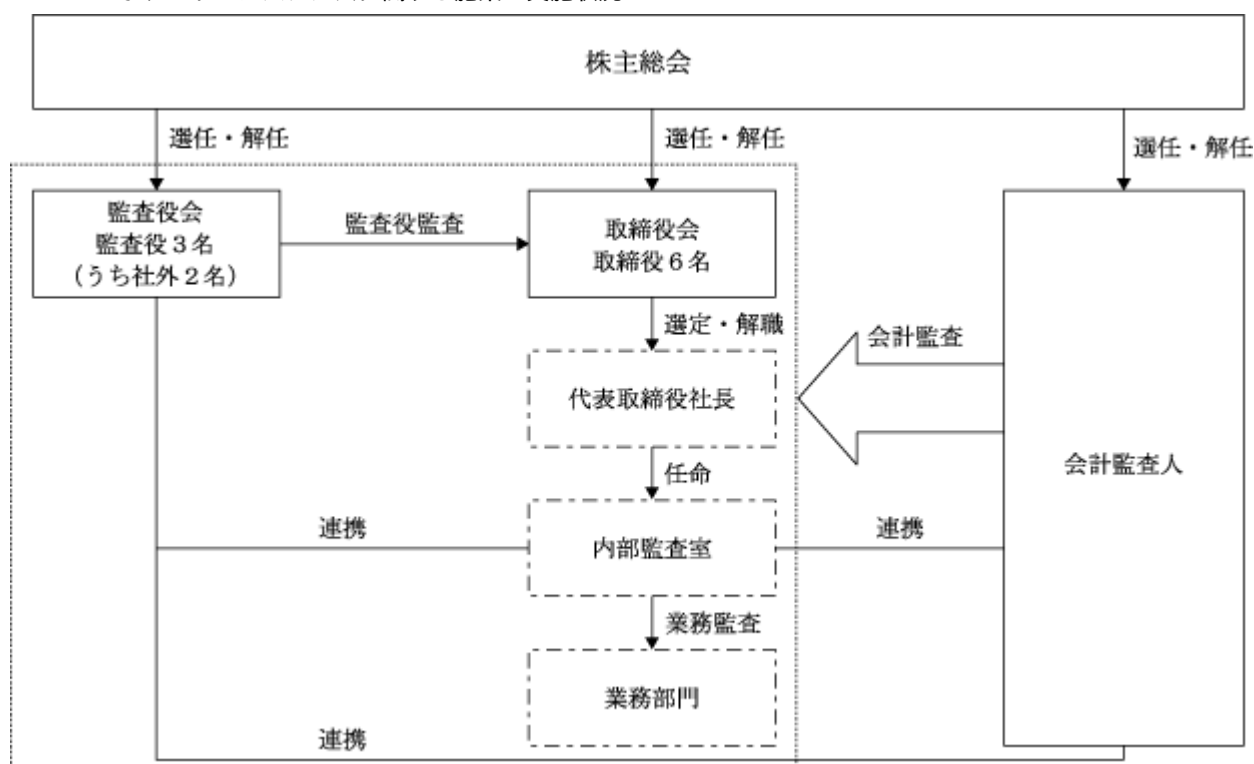 株主総会
選任・解任
選任・解任
選任・解任
監査役会
監査役３名
（うち社外２名）
監査役監査
取締役会
取締役６名
選定・解職
会計監査
代表取締役社長
会計監査人
任命
連携
内部監査室
連携
業務監査
業務部門
連携